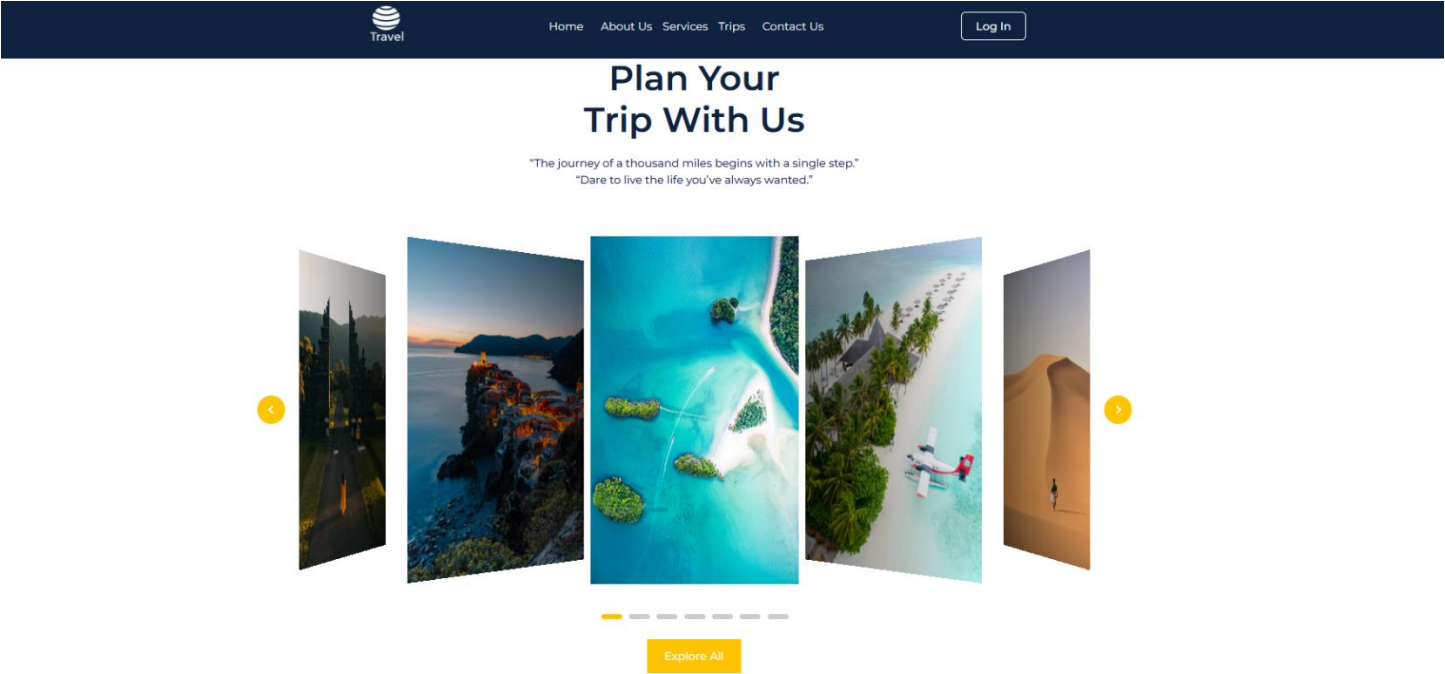 Travel
Home About Us Services Trips Contact Us
Log In
Plan Your
Trip With Us
“The journey of a thousand miles begins with a single step.”
“Dare to live the life you’ve always wanted.”
Explore All